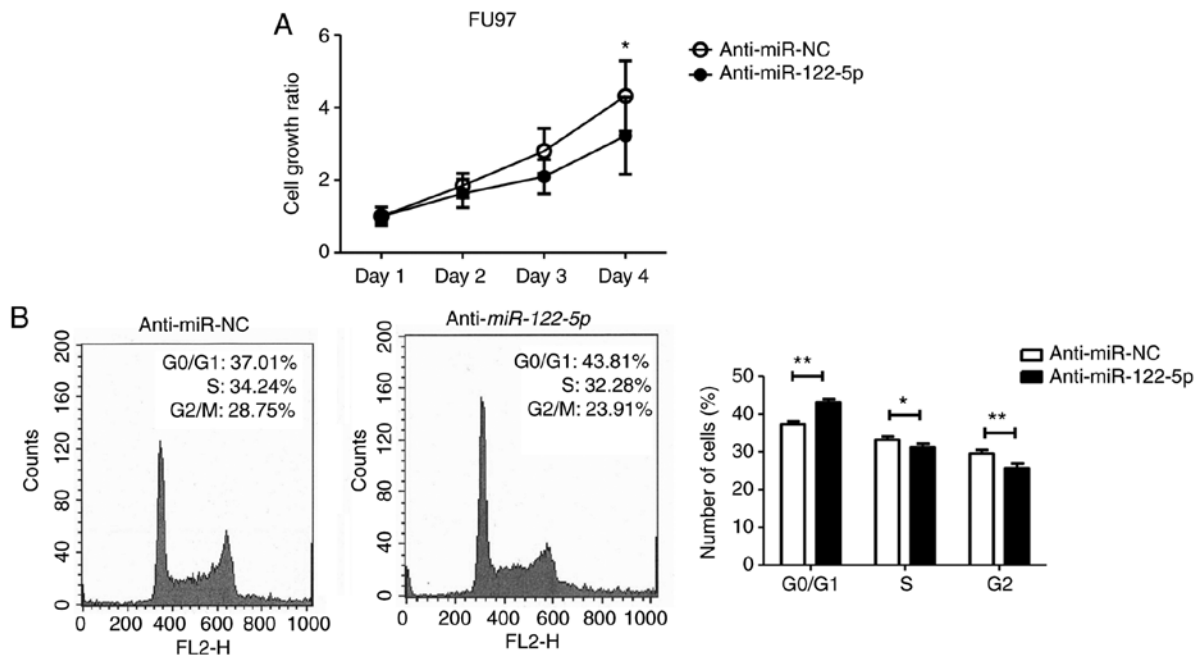 A
FU97
Cell growth ratio
6
4
2
0
Day 1 Day 2 Day 3 Day 4
*
Anti-miR-NC
Anti-miR-122-5p
B
Anti-miR-NC
G0/G1: 37.01%
S: 34.24%
G2/M: 28.75%
Counts
200
160
120
80
40
0
0 200 400 600 800 1000
FL2-H
Anti-miR-122-5p
G0/G1: 43.81%
S: 32.28%
G2/M: 23.91%
Counts
200
160
120
80
40
0
0 200 400 600 800 1000
FL2-H
Anti-miR-NC
Anti-miR-122-5p
Number of cells (%)
50
40
30
20
10
0
** * **
G0/G1 S G2